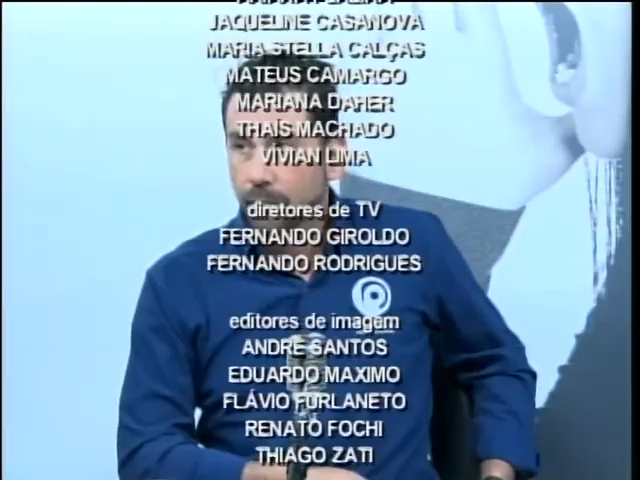 JAQUELINE CASANOVA
MARIA STELLA CALÇAS
MATEUS CAMARGO
MARIANA DAHER
THAÍS MACHADO
VIVIAN LIMA
diretores de TV
FERNANDO GIROLDO
FERNANDO RODRIGUES
editores de imagem
ANDRÉ SANTOS
EDUARDO MAXIMO
FLÁVIO FURLANETO
RENATO FOCHI
THIAGO ZATI